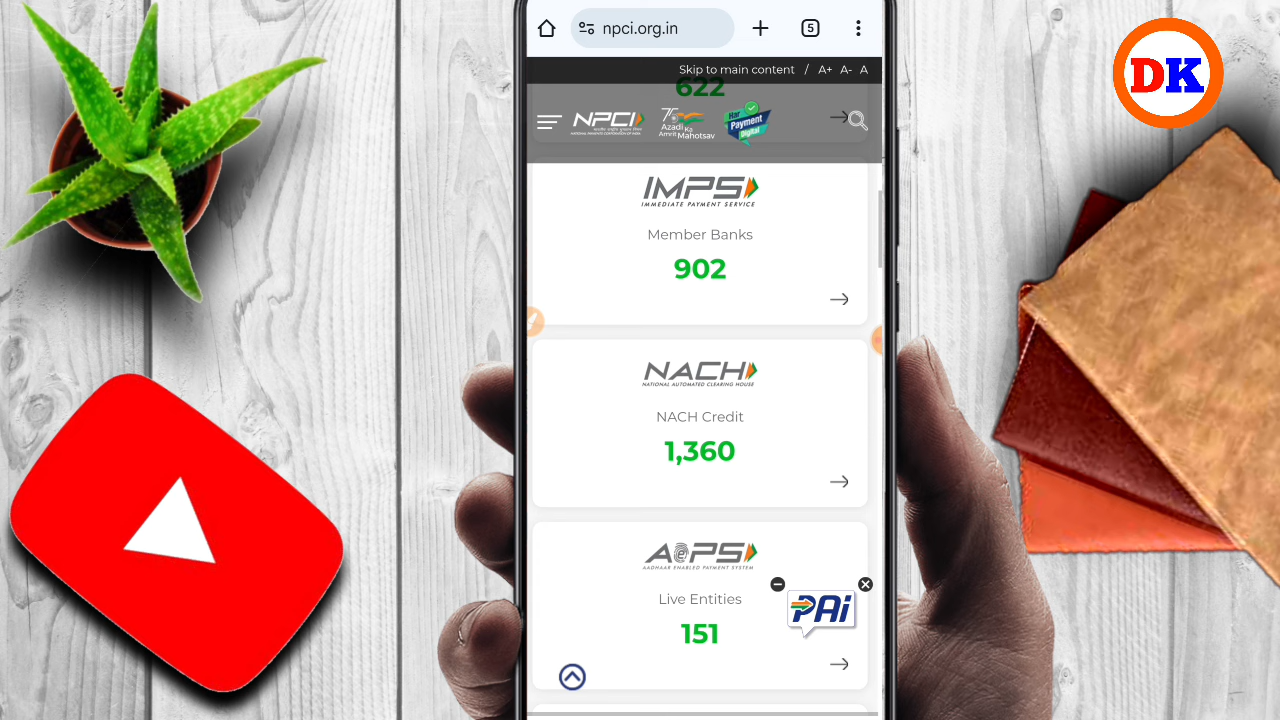 npci.org.in
5
Skip to main content / A+ A- A
622
NPCI
75
Azadi Ka
Amrit Mahotsav
Har
Payment
Digital
IMPS
IMMEDIATE PAYMENT SERVICE
Member Banks
902
NACH
NATIONAL AUTOMATED CLEARING HOUSE
NACH Credit
1,360
AePS
AADHAAR ENABLED PAYMENT SYSTEM
Live Entities
151
PAi
DK